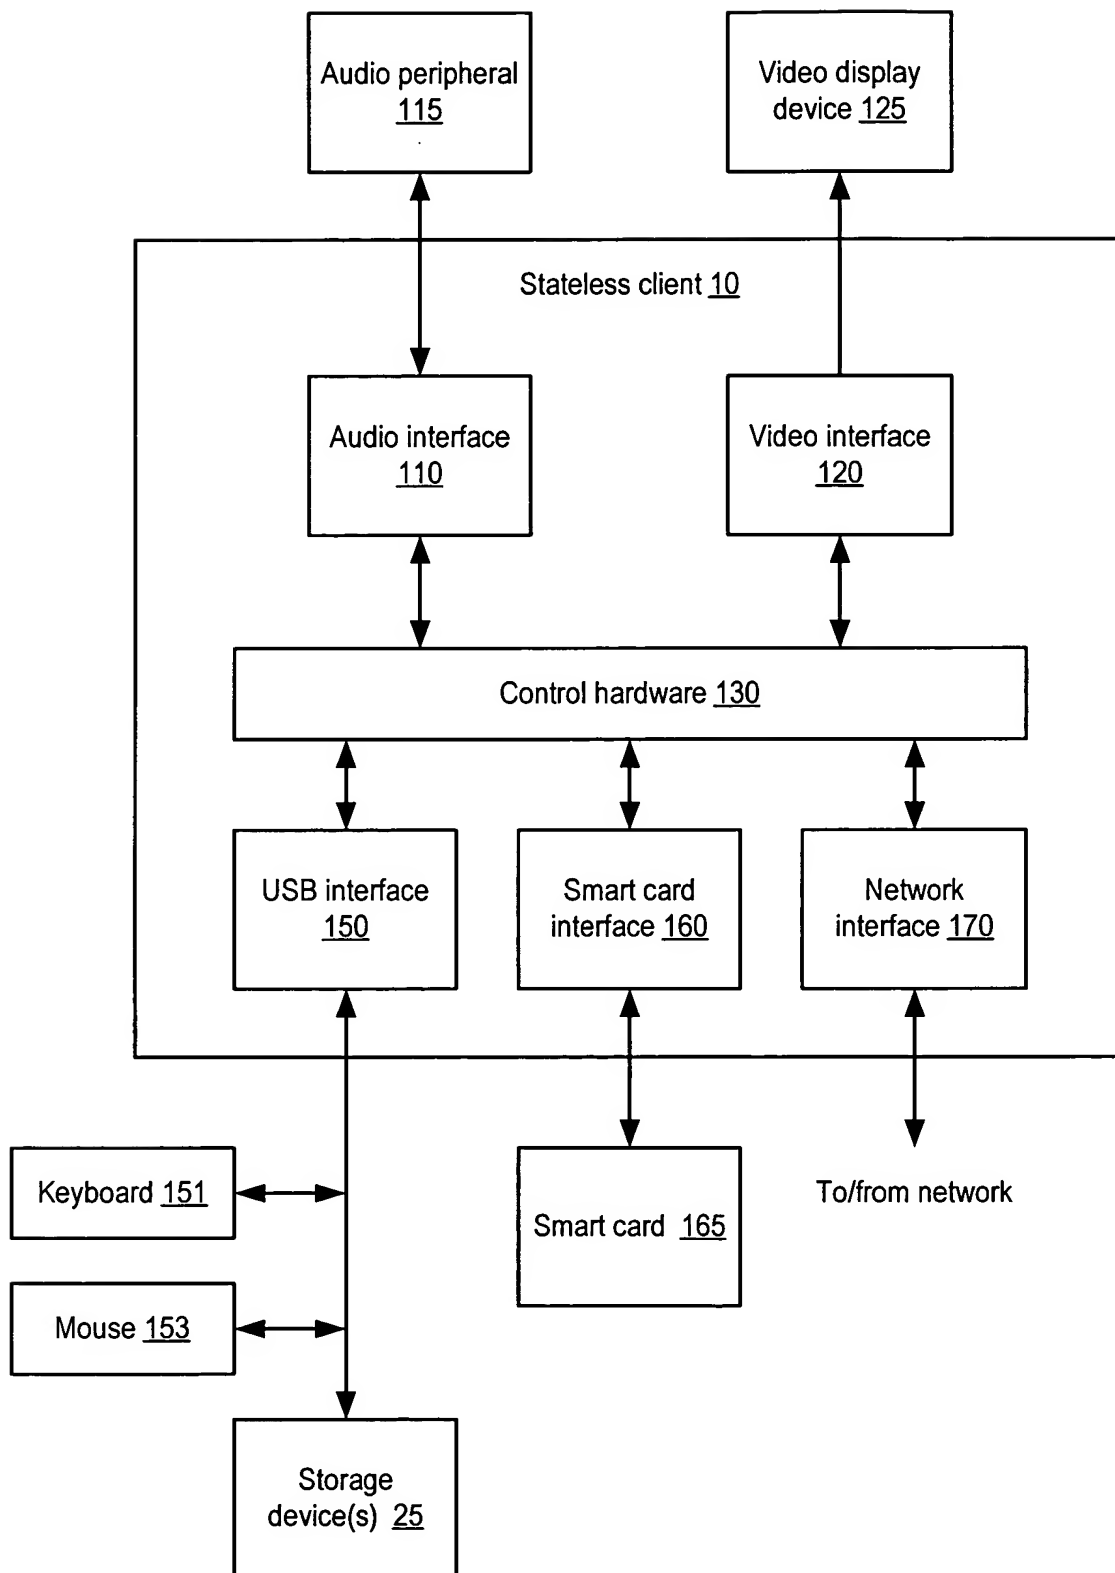 Audio peripheral
115
Video display
device 125
Stateless client 10
Audio interface
110
Video interface
120
Control hardware 130
USB interface
150
Smart card
interface 160
Network
interface 170
Keyboard 151
Smart card 165
To/from network
Mouse 153
Storage
device(s) 25